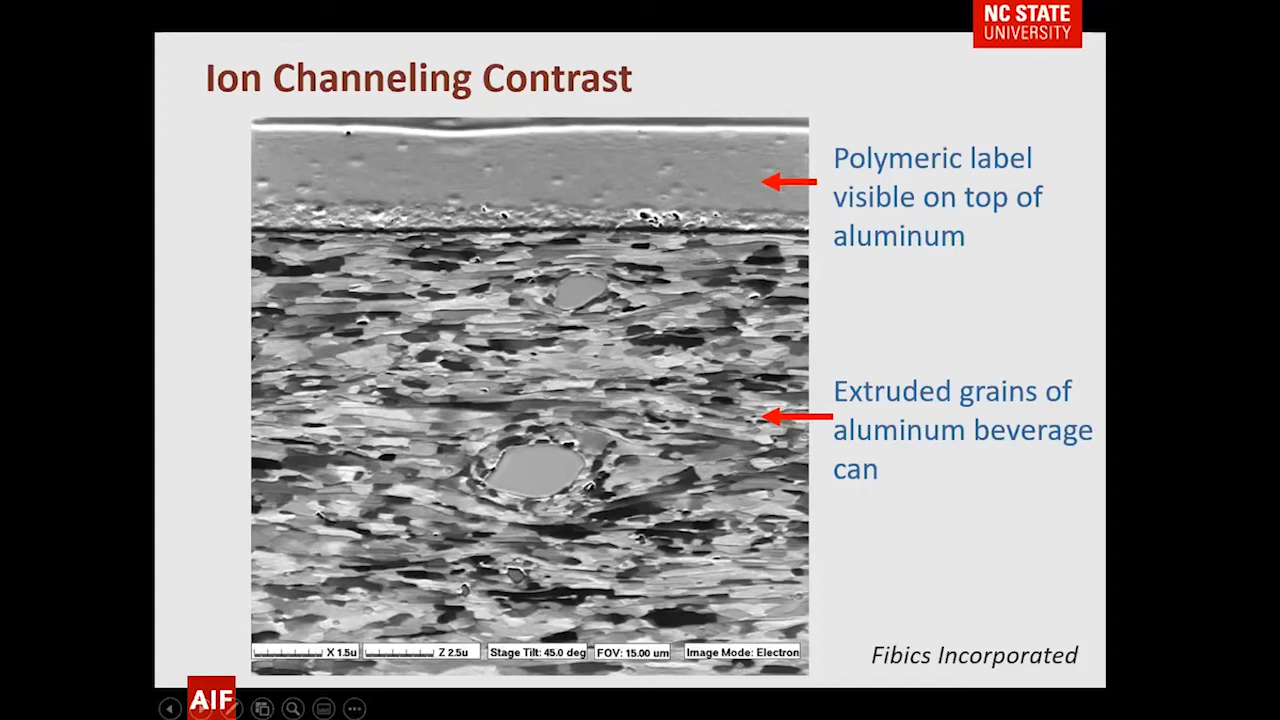 NC STATE
UNIVERSITY
Ion Channeling Contrast
Polymeric label
visible on top of
aluminum
Extruded grains of
aluminum beverage
can
X 1.5u
Z 2.5u
Stage Tilt: 45.0 deg
FOV: 15.00 um
Image Mode: Electron
Fibics Incorporated
AIF